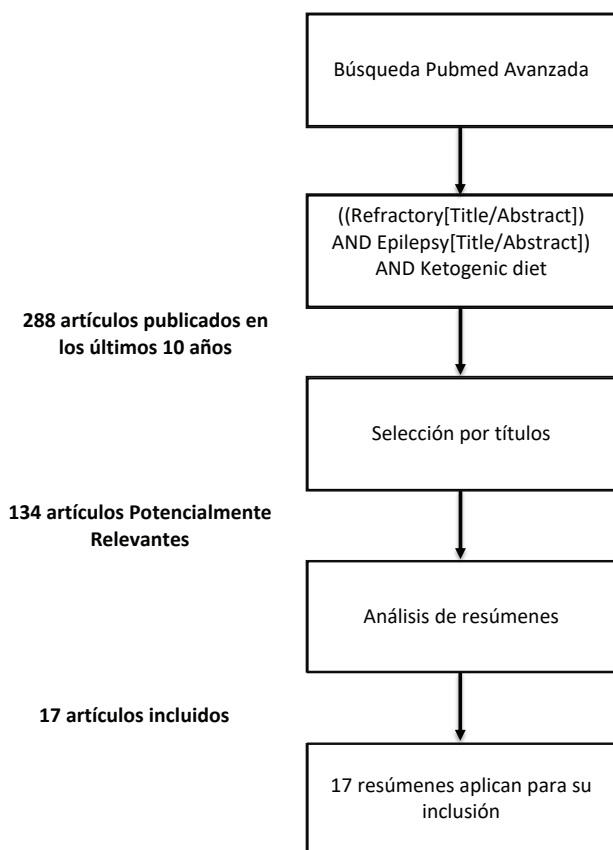 Búsqueda Pubmed Avanzada
((Refractory[Title/Abstract])
AND Epilepsy[Title/Abstract])
AND Ketogenic diet
288 artículos publicados en
los últimos 10 años
Selección por títulos
134 artículos Potencialmente
Relevantes
Análisis de resúmenes
17 artículos incluidos
17 resúmenes aplican para su
inclusión